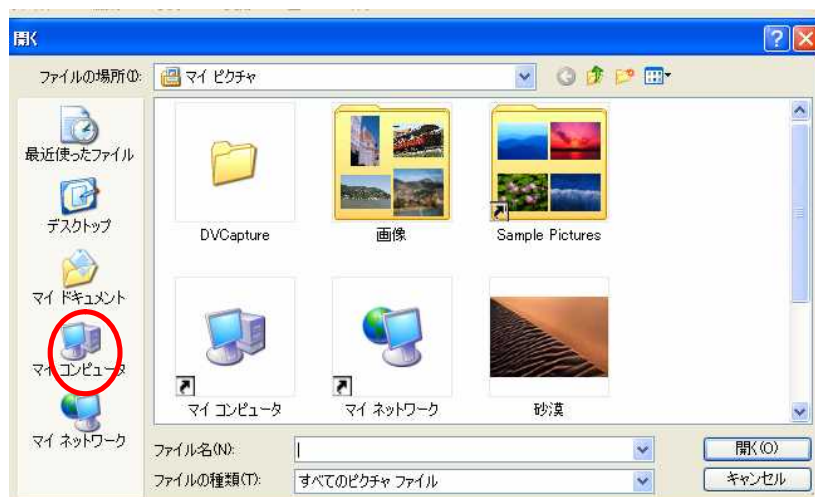 開く
ファイルの場所(I):
マイ ピクチャ
最近使ったファイル
デスクトップ
マイ ドキュメント
マイ コンピュータ
マイ ネットワーク
DVCapture
画像
Sample Pictures
マイ コンピュータ
マイ ネットワーク
砂漠
ファイル名(N):
開く(O)
ファイルの種類(T):
すべてのピクチャ ファイル
キャンセル